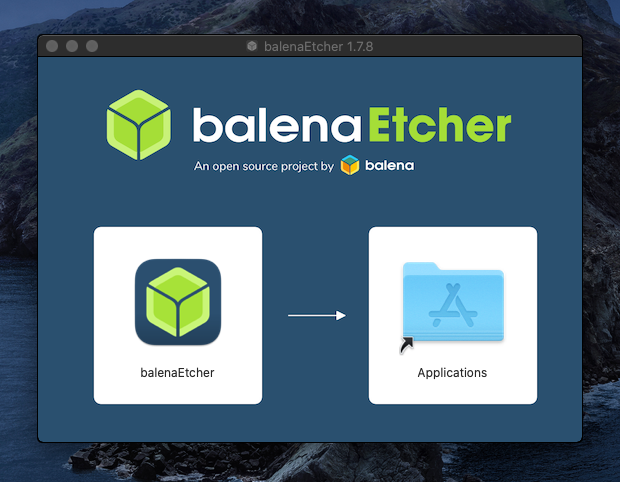 balenaEtcher 1.7.8
balenaEtcher
An open source project by balena
balenaEtcher
Applications